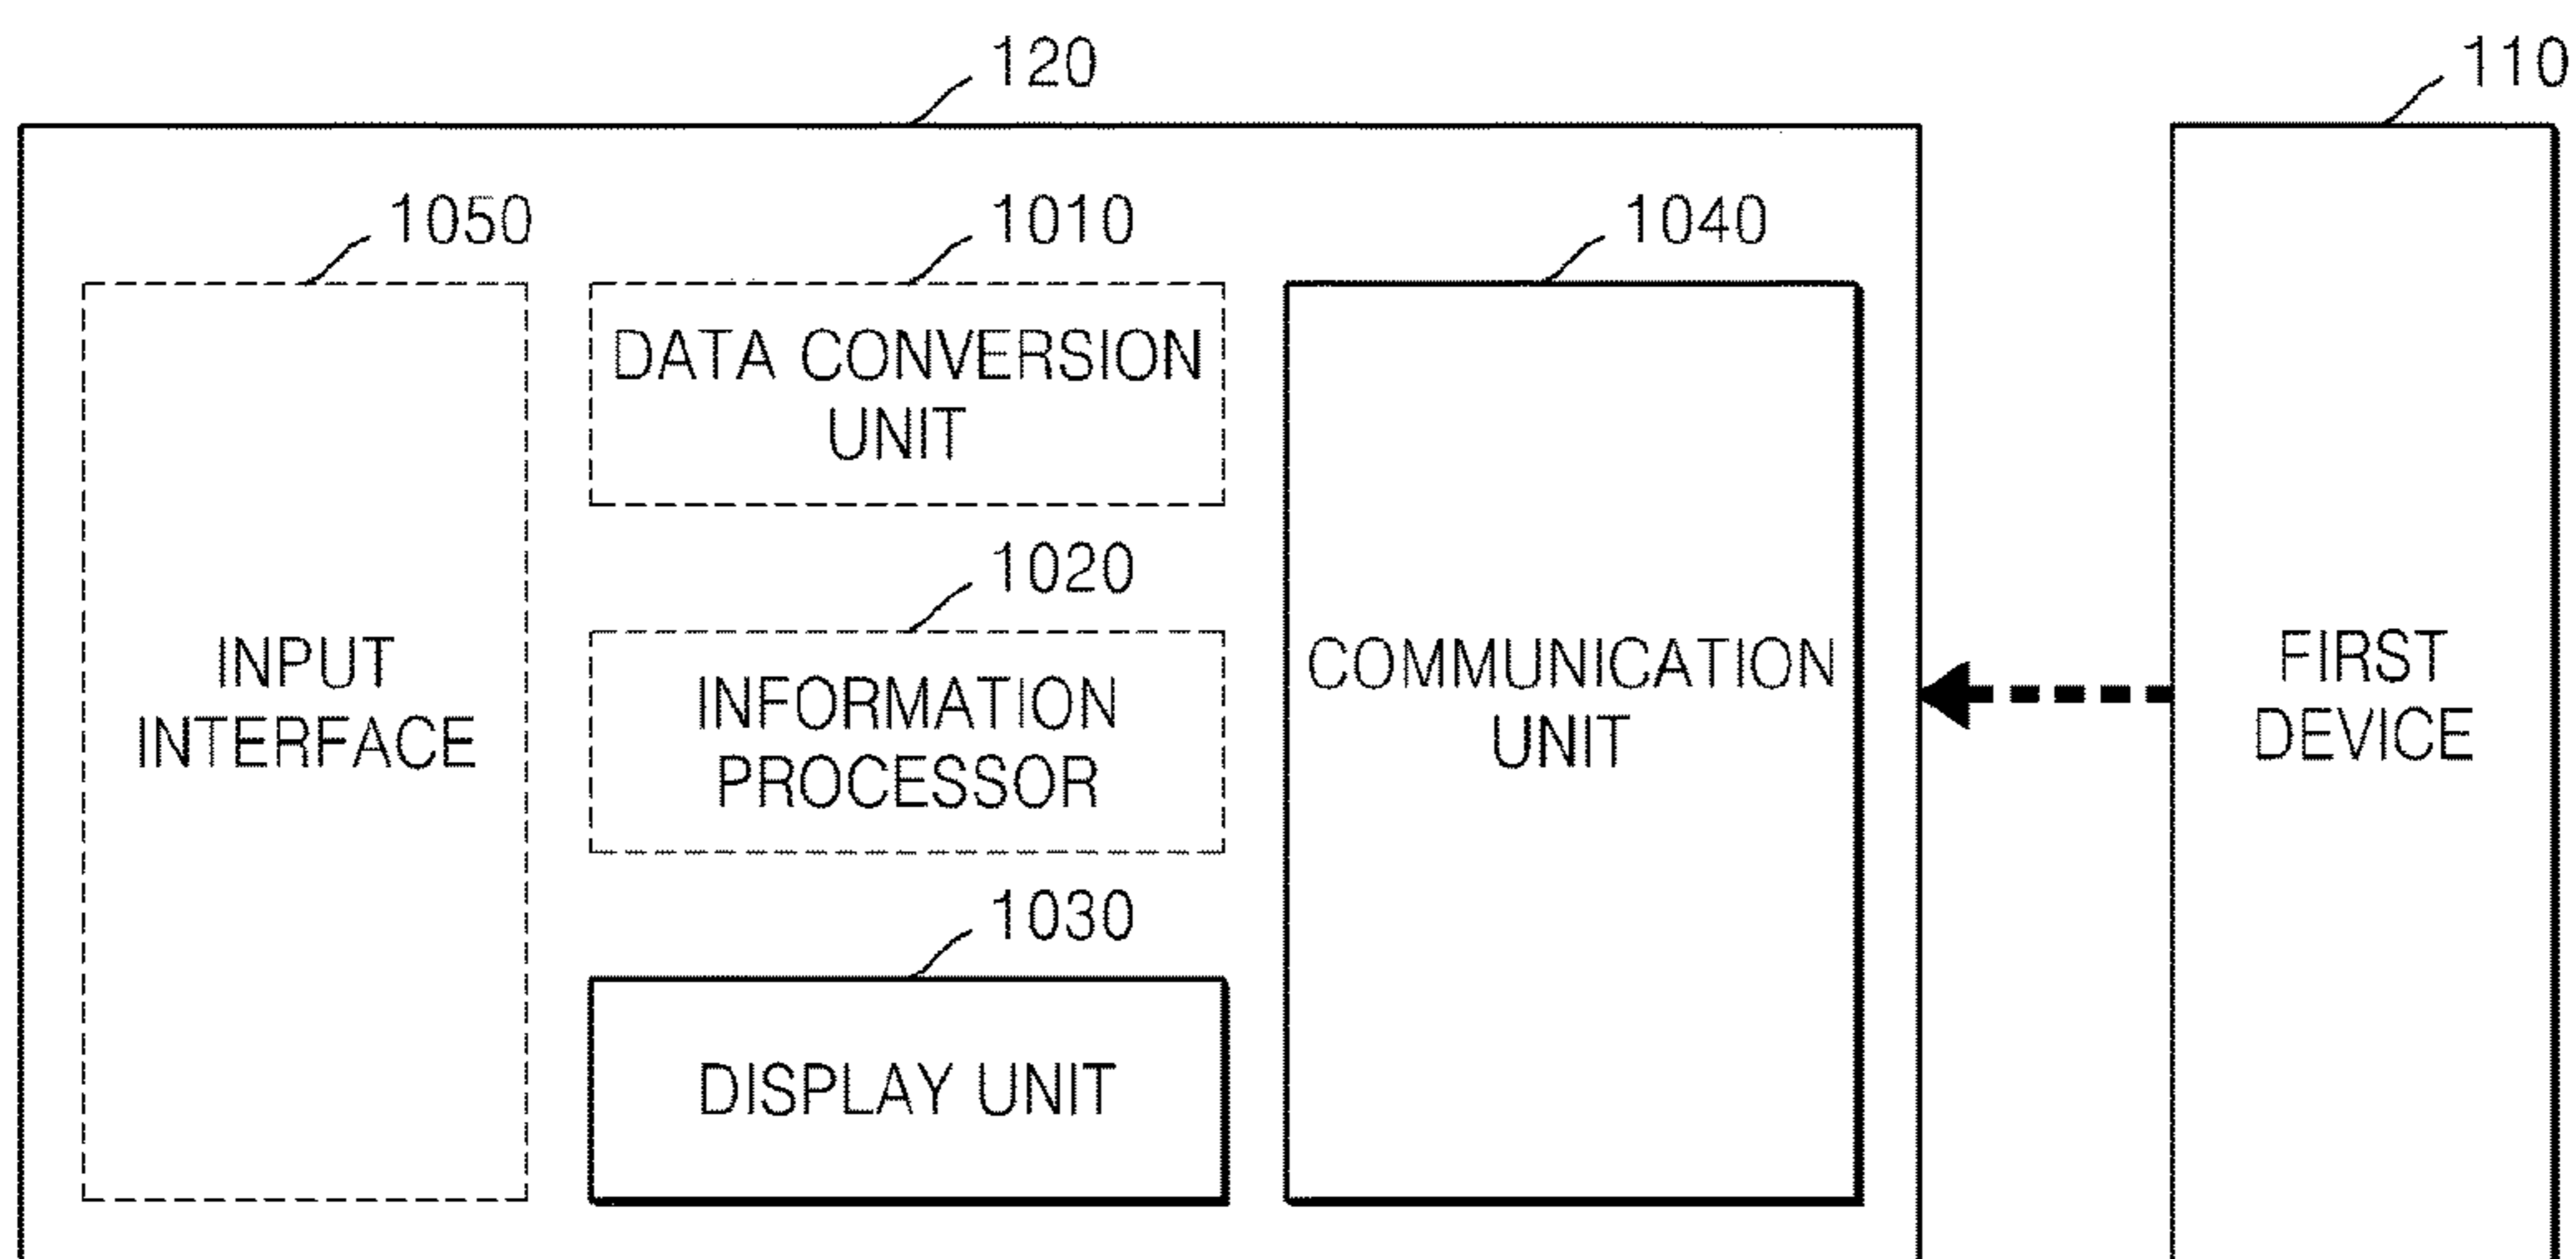 120
110
1050
1010
1040
DATA CONVERSION
UNIT
1020
INPUT
INTERFACE
INFORMATION
PROCESSOR
COMMUNICATION
UNIT
FIRST
DEVICE
1030
DISPLAY UNIT